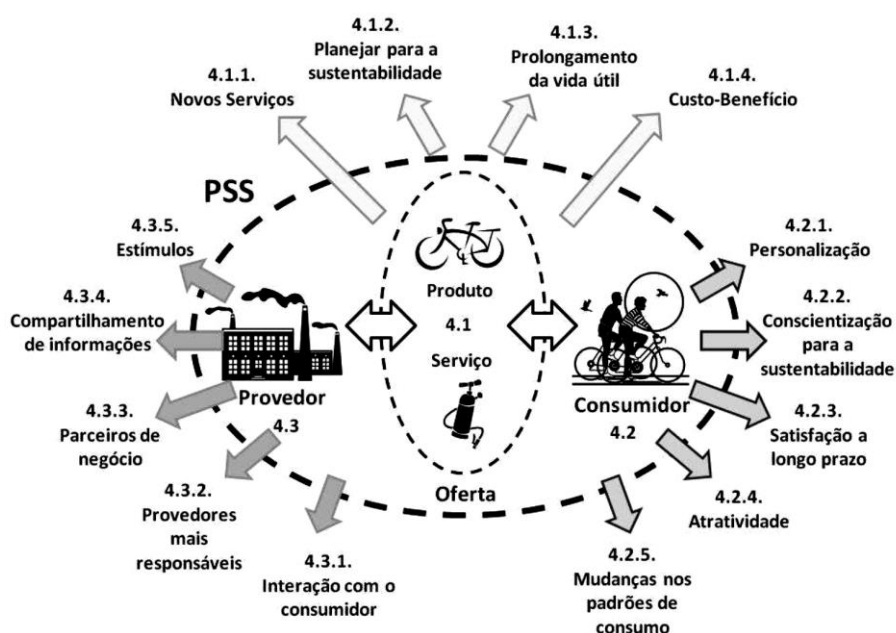 4.1.1.
Novos Serviços
4.1.2.
Planejar para a
sustentabilidade
4.1.3.
Prolongamento
da vida útil
4.1.4.
Custo-Benefício
PSS
4.3.5.
Estímulos
4.3.4.
Compartilhamento
de informações
4.3.3.
Parceiros de
negócio
4.3.2.
Provedores
mais
responsáveis
4.3.1.
Interação com o
consumidor
Provedor
4.3
Produto
4.1
Serviço
Oferta
Consumidor
4.2
4.2.1.
Personalização
4.2.2.
Conscientização
para a
sustentabilidade
4.2.3.
Satisfação a
longo prazo
4.2.4.
Atratividade
4.2.5.
Mudanças nos
padrões de
consumo